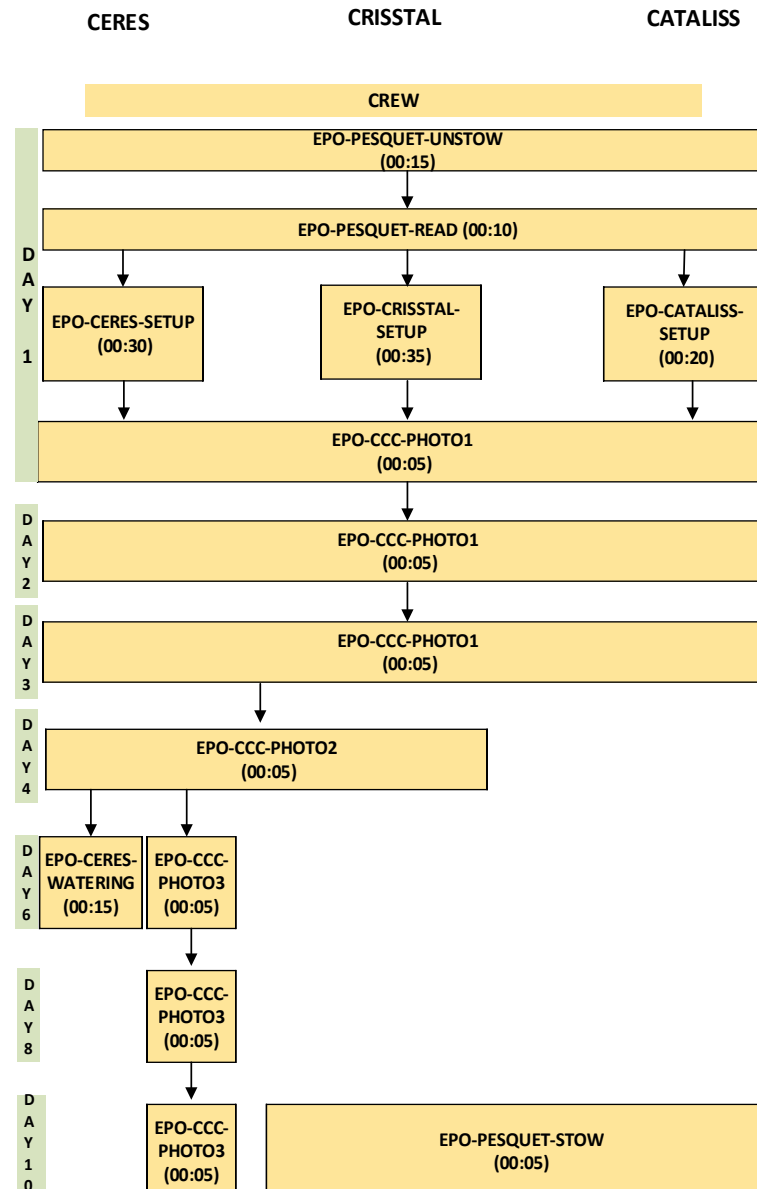 CERES
CRISSTAL
CATALISS
CREW
D
A
Y
1
EPO-PESQUET-UNSTOW
(00:15)
EPO-PESQUET-READ (00:10)
EPO-CERES-SETUP
(00:30)
EPO-CRISSTAL-
SETUP
(00:35)
EPO-CATALISS-
SETUP
(00:20)
EPO-CCC-PHOTO1
(00:05)
D
A
Y
2
EPO-CCC-PHOTO1
(00:05)
D
A
Y
3
EPO-CCC-PHOTO1
(00:05)
D
A
Y
4
EPO-CCC-PHOTO2
(00:05)
D
A
Y
6
EPO-CERES-
WATERING
(00:15)
EPO-CCC-
PHOTO3
(00:05)
D
A
Y
8
EPO-CCC-
PHOTO3
(00:05)
D
A
Y
1
0
EPO-CCC-
PHOTO3
(00:05)
EPO-PESQUET-STOW
(00:05)